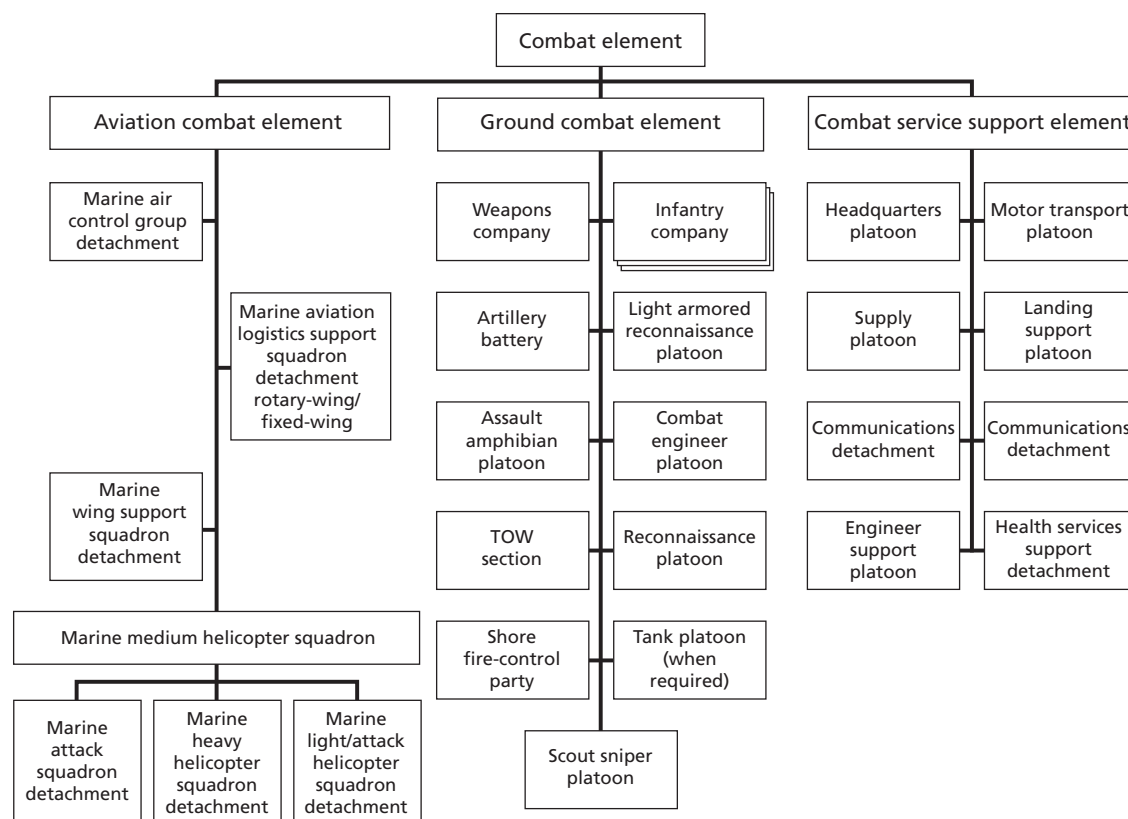 Combat element
Aviation combat element
Ground combat element
Combat service support element
Marine air
control group
detachment
Marine aviation
logistics support
squadron
detachment
rotary-wing/
fixed-wing
Marine
wing support
squadron
detachment
Marine medium helicopter squadron
Marine
attack
squadron
detachment
Marine
heavy
helicopter
squadron
detachment
Marine
light/attack
helicopter
squadron
detachment
Weapons
company
Infantry
company
Artillery
battery
Light armored
reconnaissance
platoon
Assault
amphibian
platoon
Combat
engineer
platoon
TOW
section
Reconnaissance
platoon
Shore
fire-control
party
Tank platoon
(when
required)
Scout sniper
platoon
Headquarters
platoon
Motor transport
platoon
Supply
platoon
Landing
support
platoon
Communications
detachment
Communications
detachment
Engineer
support
platoon
Health services
support
detachment